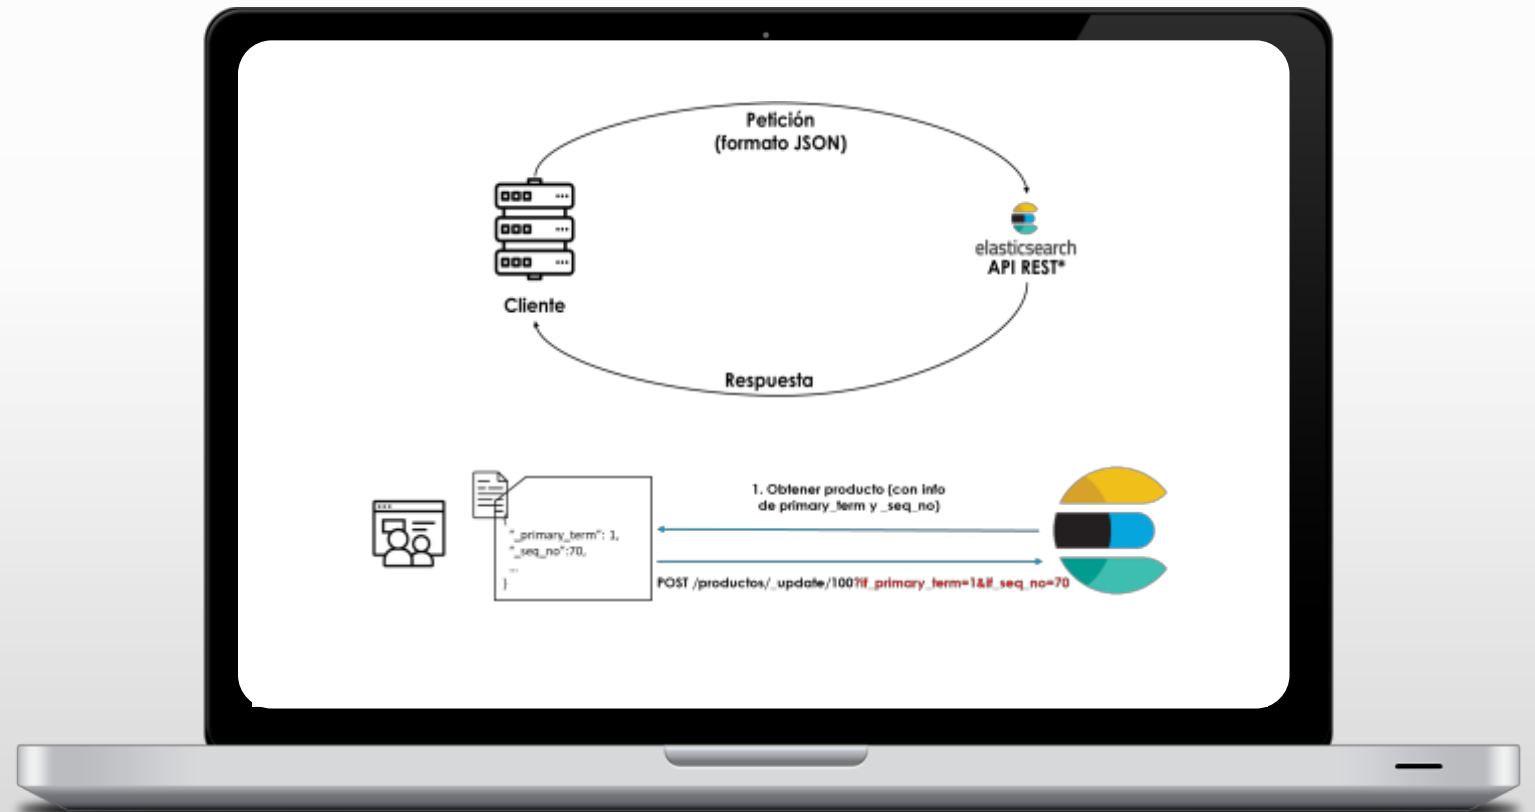 Petición
(formato JSON)
elasticsearch
API REST*
Cliente
Respuesta
1. Obtener producto (con info
de primary_term y _seq_no)
{
"_primary_term": 1,
"_seq_no":70,
...
}
POST /productos/_update/100?if_primary_term=1&if_seq_no=70